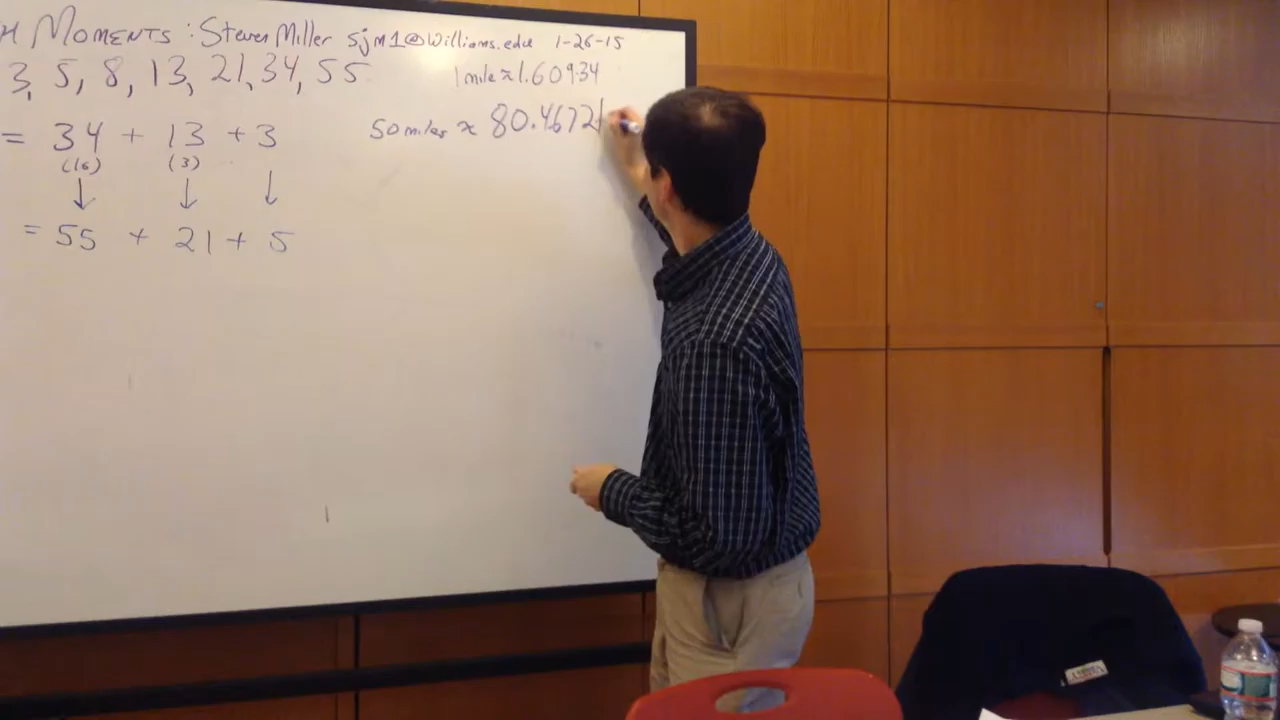 H MOMENTS : Steven Miller sjm1@williams.edu 1-26-15
3, 5, 8, 13, 21, 34, 55
1 mile ≈ 1.60934
= 34 + 13 + 3
50 miles ≈ 80.4672
(16) (3)
↓ ↓ ↓
= 55 + 21 + 5